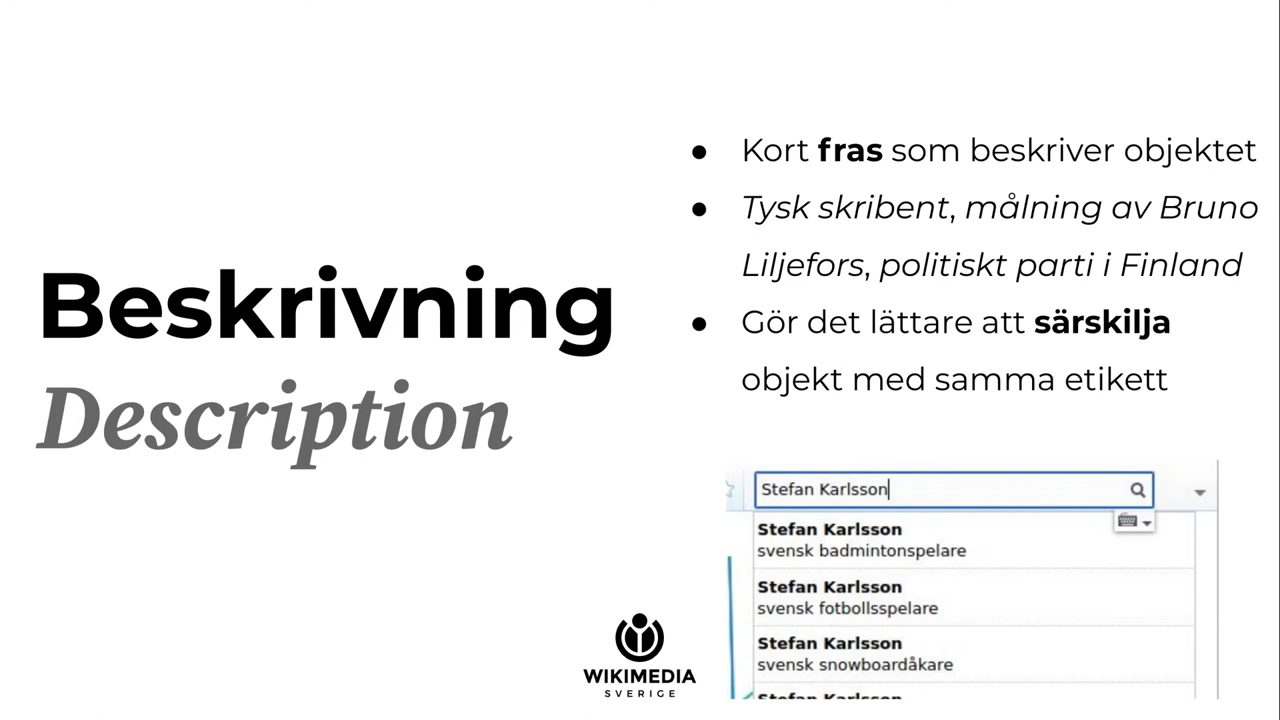 Beskrivning
Description
● Kort fras som beskriver objektet
● Tysk skribent, målning av Bruno
Liljefors, politiskt parti i Finland
● Gör det lättare att särskilja
objekt med samma etikett
Stefan Karlsson
Stefan Karlsson
svensk badmintonspelare
Stefan Karlsson
svensk fotbollsspelare
Stefan Karlsson
svensk snowboardåkare
Stefan Karlsson
WIKIMEDIA
SVERIGE